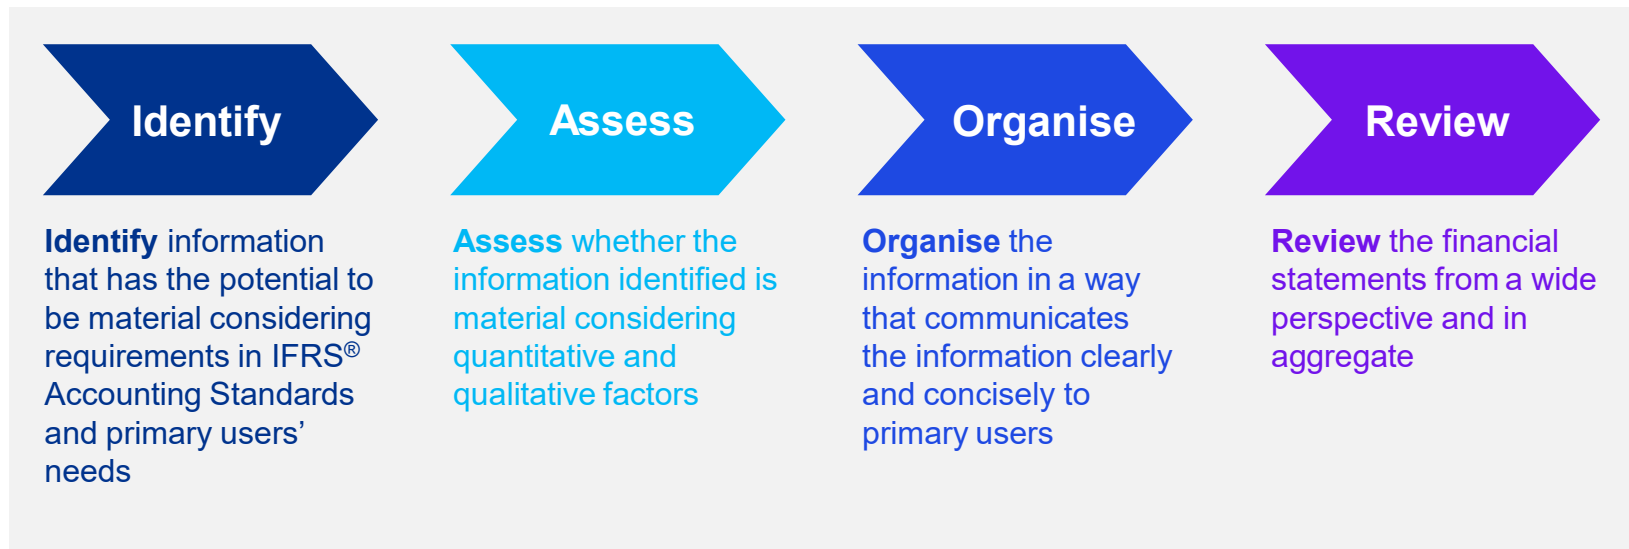 Identify
Assess
Organise
Review
Identify information
that has the potential to
be material considering
requirements in IFRS®
Accounting Standards
and primary users’
needs
Assess whether the
information identified is
material considering
quantitative and
qualitative factors
Organise the
information in a way
that communicates
the information clearly
and concisely to
primary users
Review the financial
statements from a wide
perspective and in
aggregate